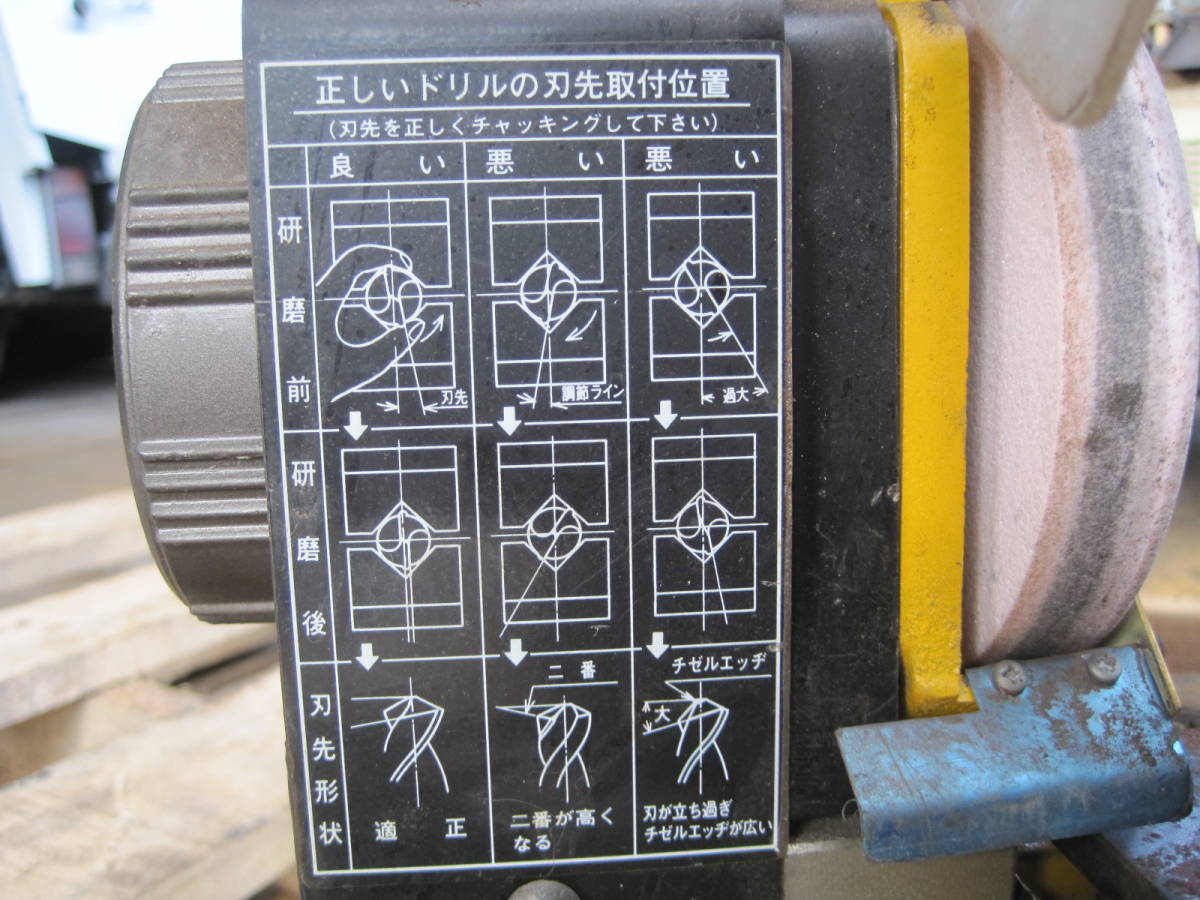 正しいドリルの刃先取付位置
(刃先を正しくチャッキングして下さい)
良い 悪い 悪い
研磨前
刃先
調節ライン
過大
研磨後
二番
チゼルエッヂ
大
刃先形状
適正
二番が高く
なる
刃が立ち過ぎ
チゼルエッヂが広い